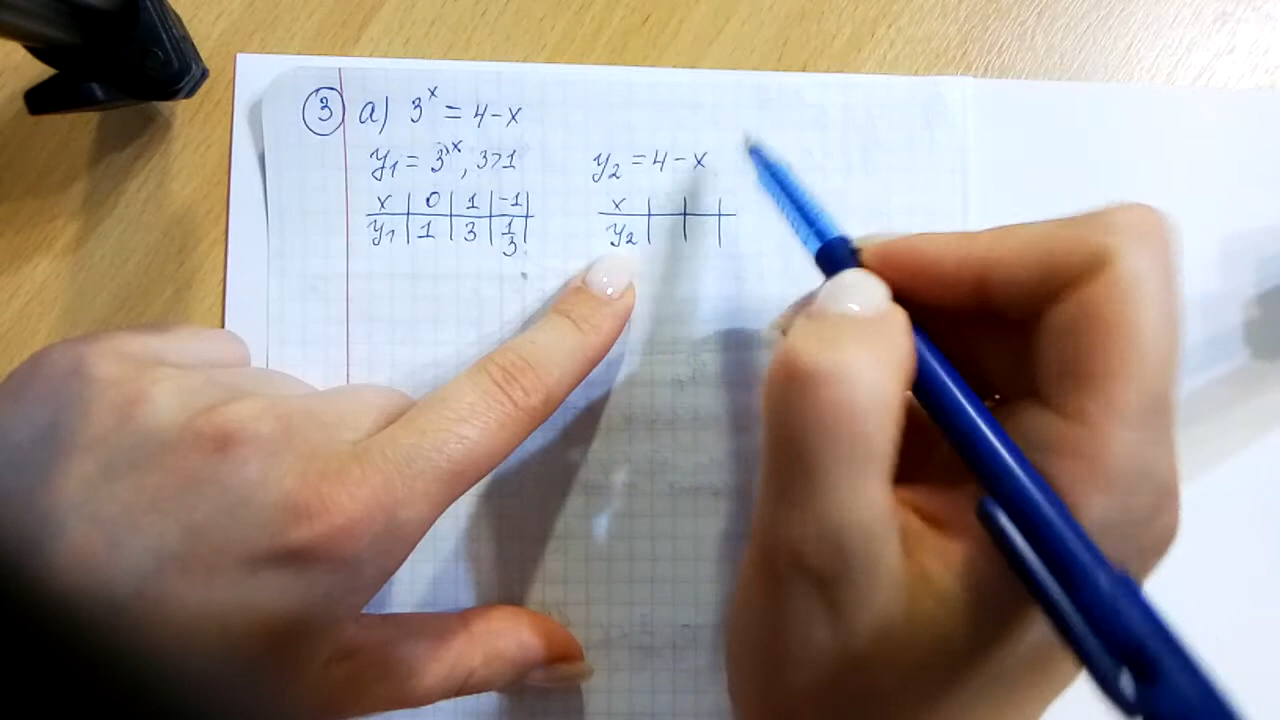 ③ a) 3ˣ = 4-x
y₁ = 3ˣ, 3>1 y₂ = 4-x
x | 0 | 1 | -1 | x | | |
y₁ | 1 | 3 | 1/3 | y₂ | | |